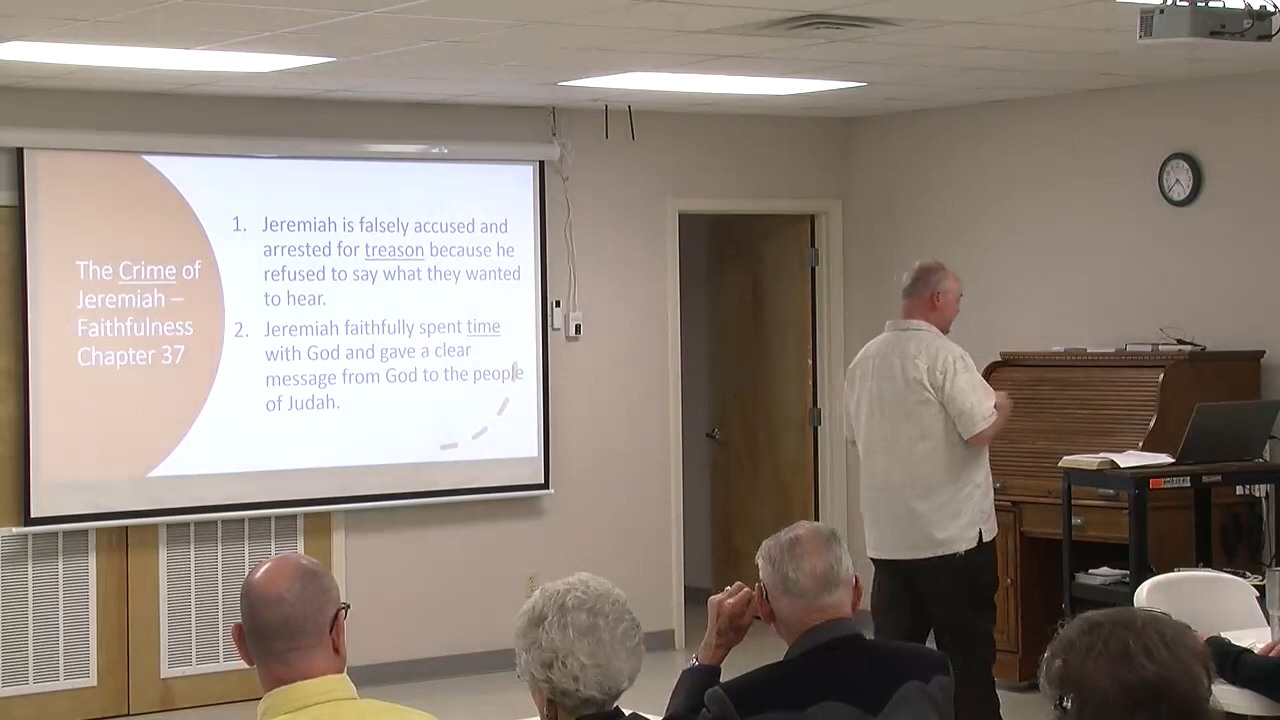 The Crime of
Jeremiah –
Faithfulness
Chapter 37
1. Jeremiah is falsely accused and
arrested for treason because he
refused to say what they wanted
to hear.
2. Jeremiah faithfully spent time
with God and gave a clear
message from God to the people
of Judah.